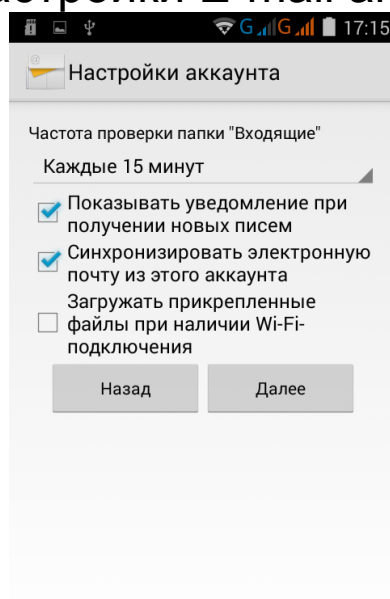 G G 17:15
Настройки аккаунта
Частота проверки папки "Входящие"
Каждые 15 минут
Показывать уведомление при
получении новых писем
Синхронизировать электронную
почту из этого аккаунта
Загружать прикрепленные
файлы при наличии Wi-Fi-
подключения
Назад Далее